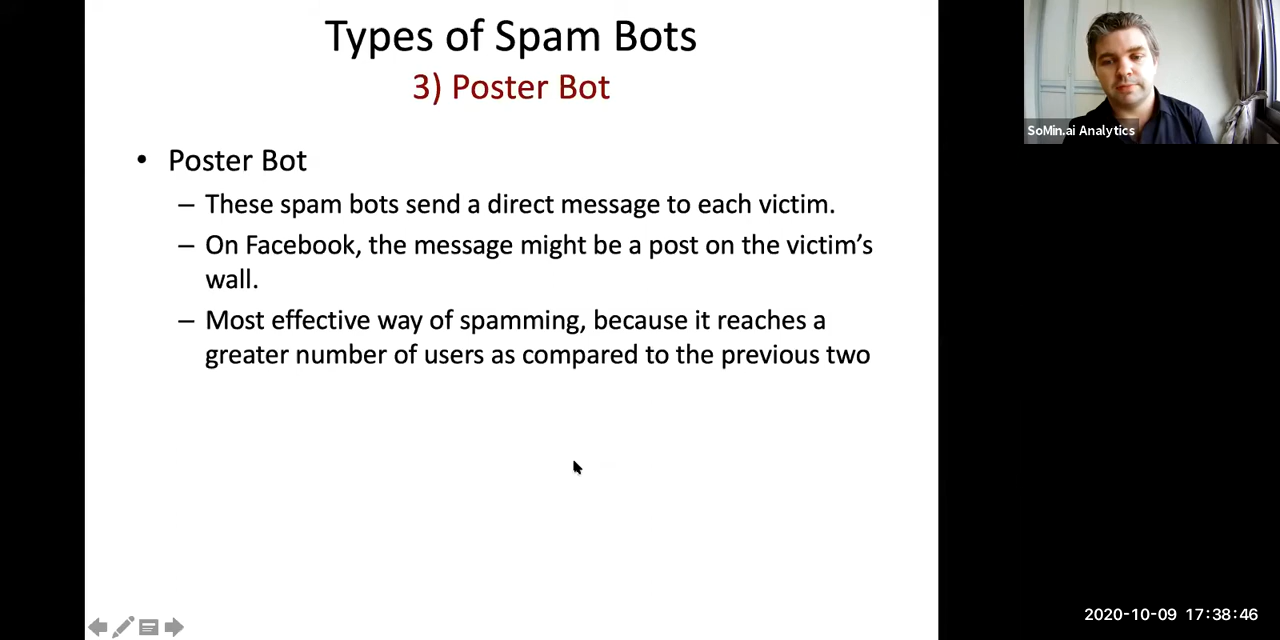 Types of Spam Bots
3) Poster Bot
SoMin.ai Analytics
• Poster Bot
– These spam bots send a direct message to each victim.
– On Facebook, the message might be a post on the victim’s
wall.
– Most effective way of spamming, because it reaches a
greater number of users as compared to the previous two
2020-10-09 17:38:46